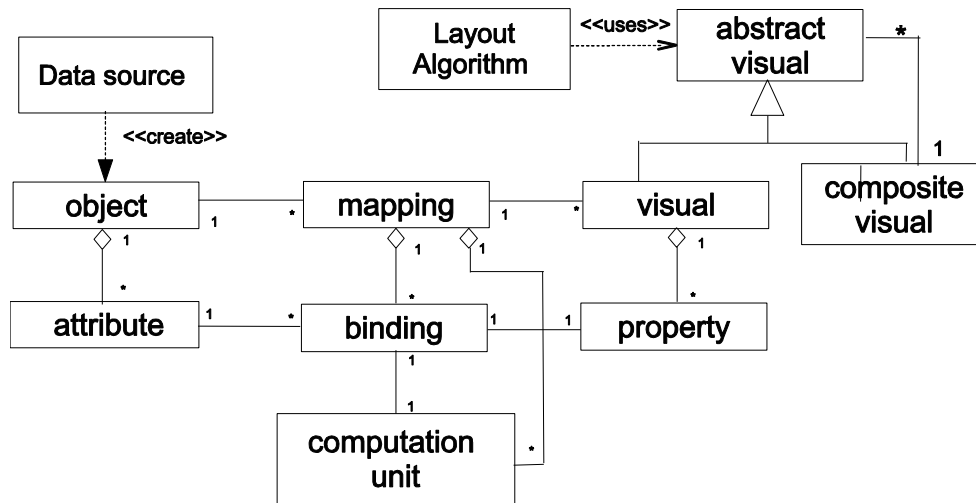 <<uses>>
abstract
visual
Layout
Algorithm
*
Data source
<<create>>
1
object
1
*
mapping
1
*
visual
composite
visual
1
1
1
1
*
*
*
attribute
1
*
binding
1
1
property
1
1
computation
unit
*